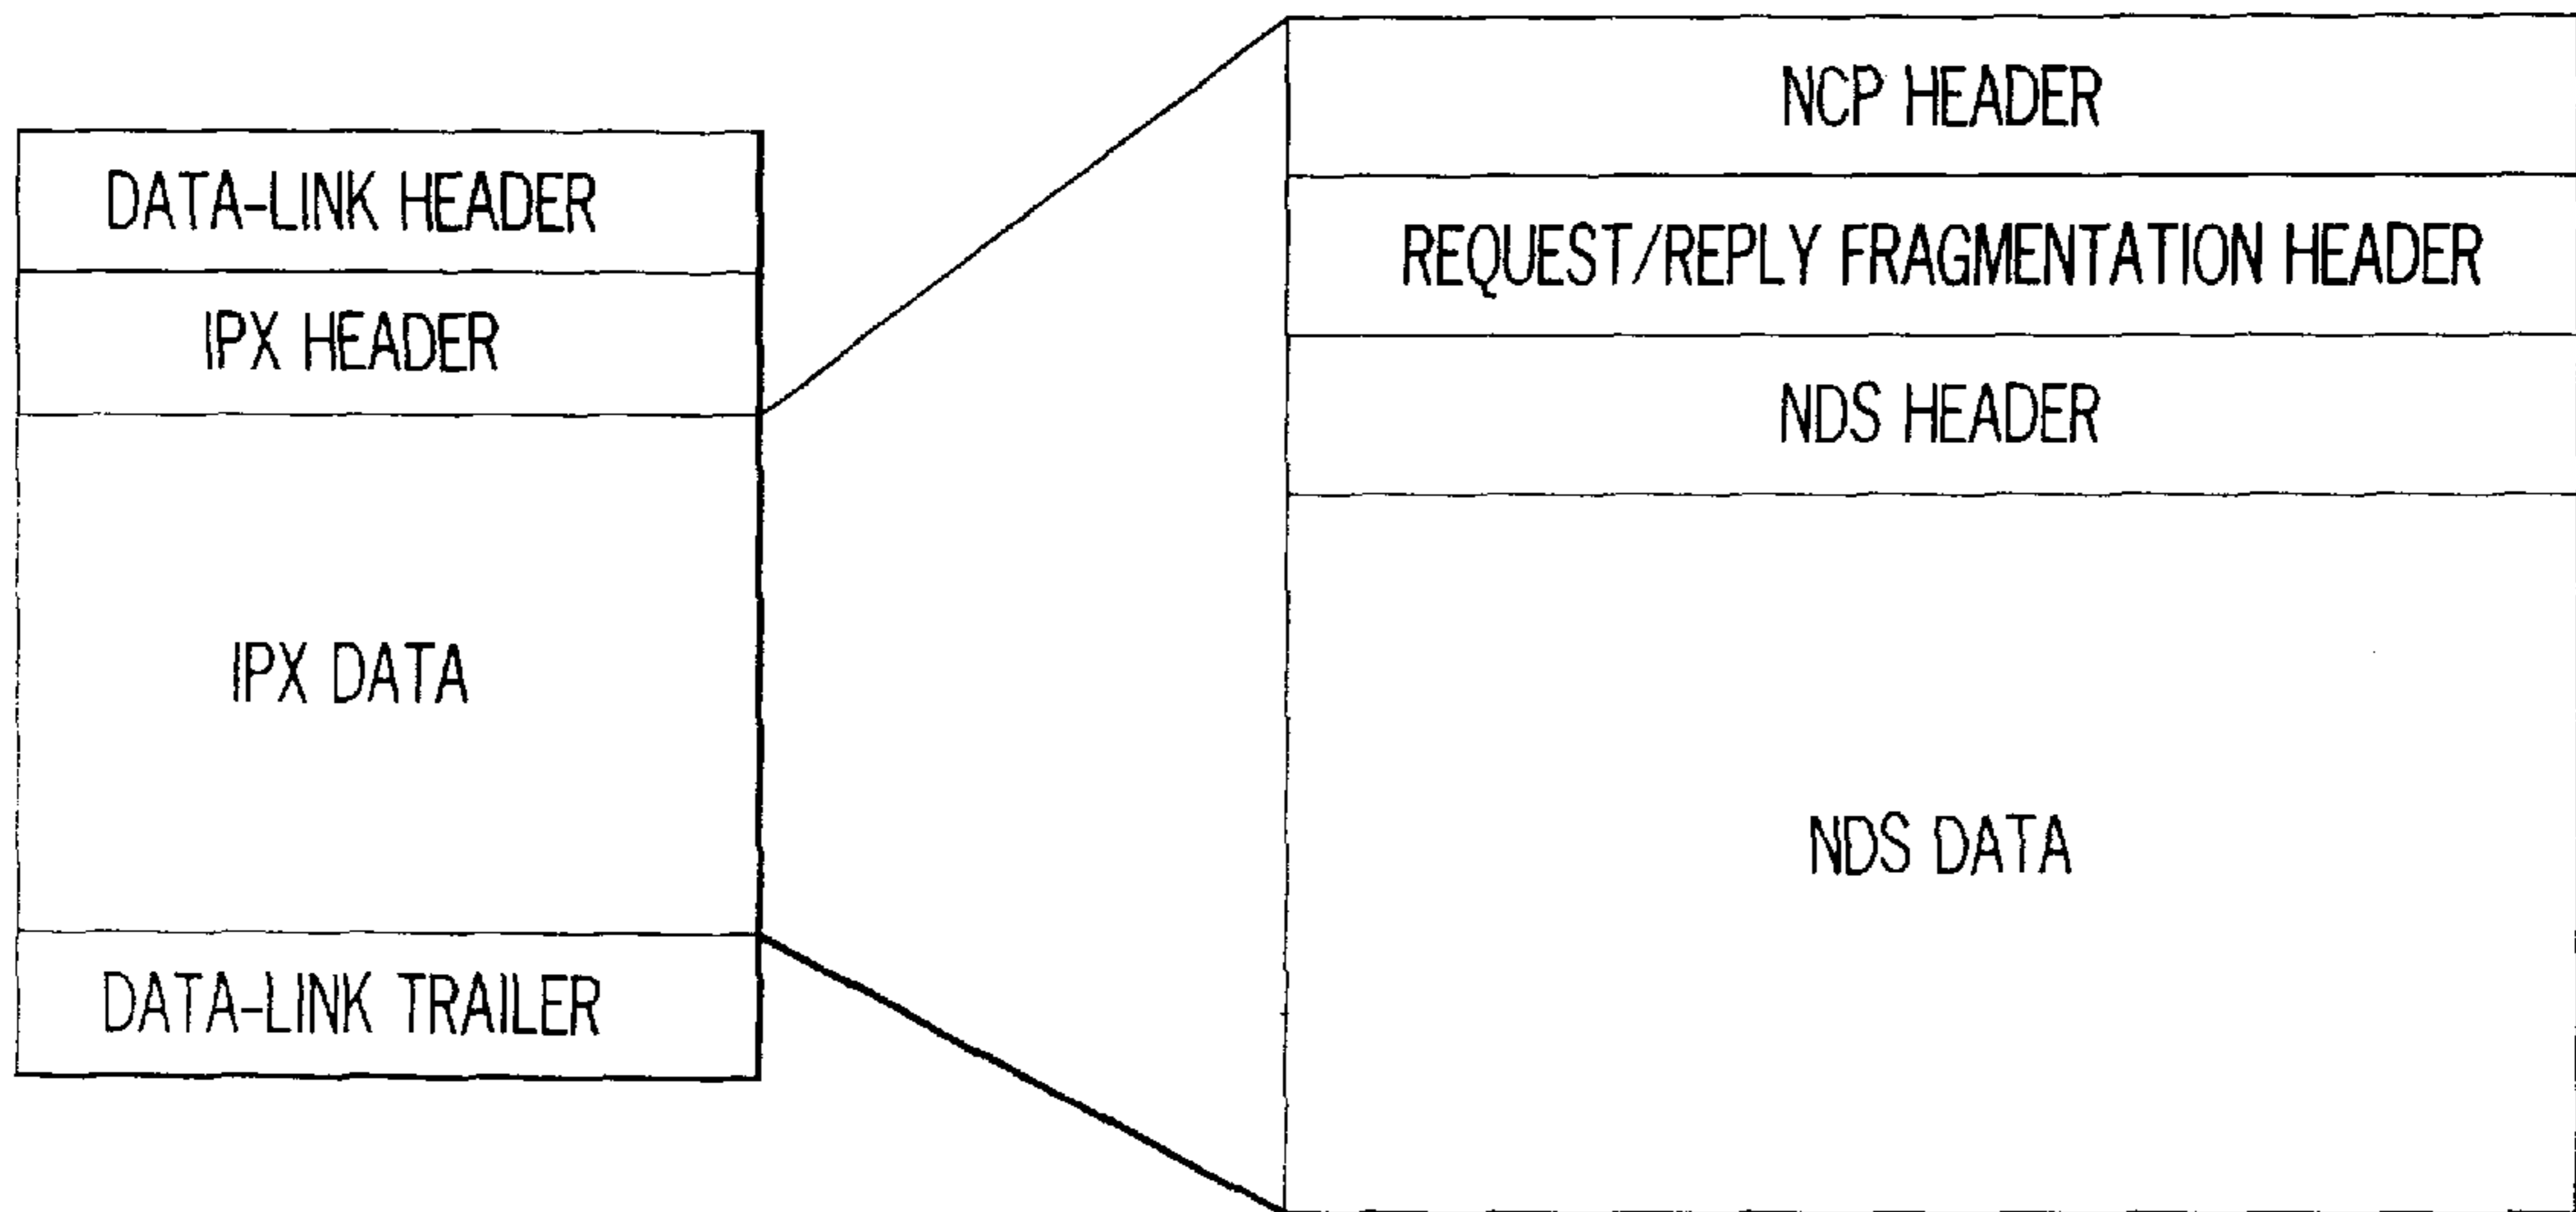 DATA-LINK HEADER
IPX HEADER
IPX DATA
DATA-LINK TRAILER
NCP HEADER
REQUEST/REPLY FRAGMENTATION HEADER
NDS HEADER
NDS DATA